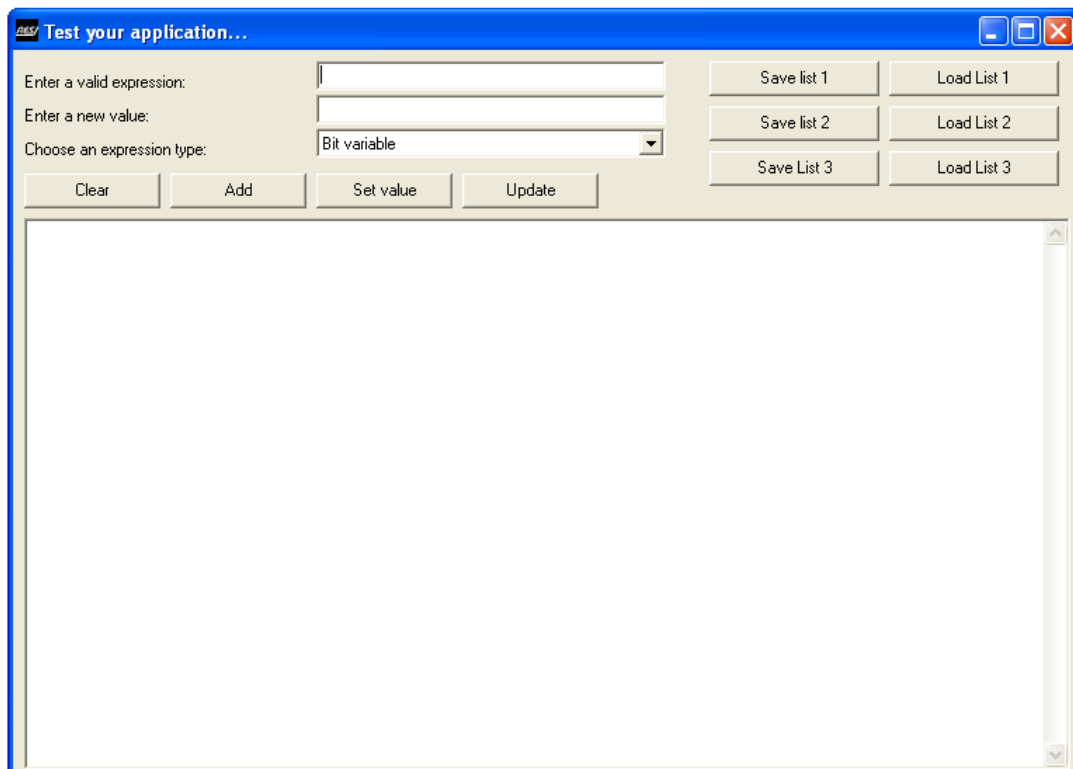 Test your application...
Enter a valid expression:
Save list 1
Load List 1
Enter a new value:
Save list 2
Load List 2
Choose an expression type:
Bit variable
Save List 3
Load List 3
Clear
Add
Set value
Update